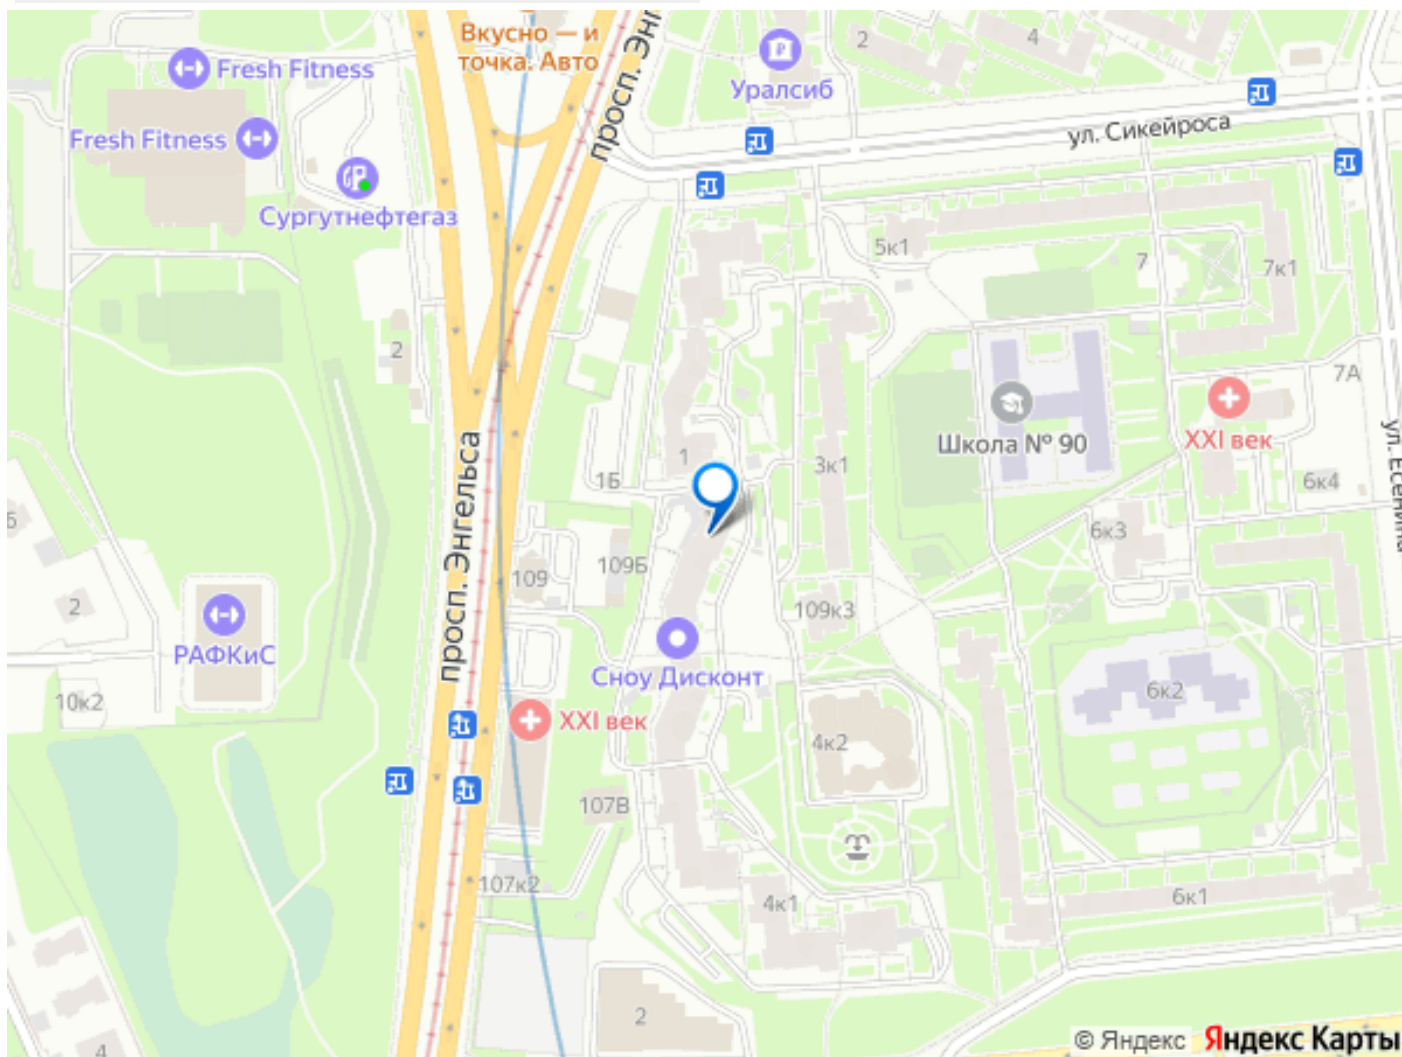 Вкусно — и
точка. Авто
просп. Энг
Уралсиб
2
4
Fresh Fitness
Fresh Fitness
Сургутнефтегаз
ул. Сикейроса
5к1
7
7к1
2
7А
Школа № 90
XXI век
ул. Есенина
1
1Б
3к1
6к4
6к3
просп. Энгельса
109
109Б
109к3
2
РАФКиС
Сноу Дисконт
6к2
10к2
XXI век
4к2
107В
107к2
4к1
6к1
2
4
© Яндекс Яндекс Карты